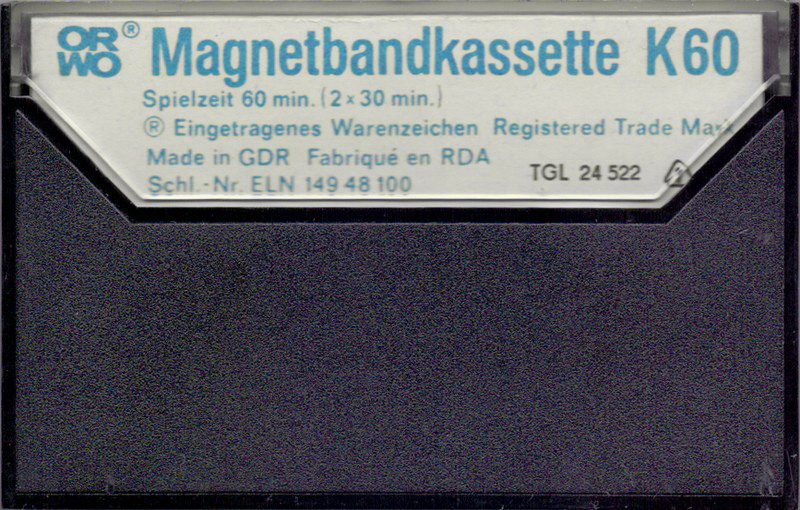 ORWO® Magnetbandkassette K60
Spielzeit 60 min. (2 x 30 min.)
® Eingetragenes Warenzeichen Registered Trade Mark
Made in GDR Fabriqué en RDA
Schl.-Nr. ELN 149 48 100 TGL 24 522